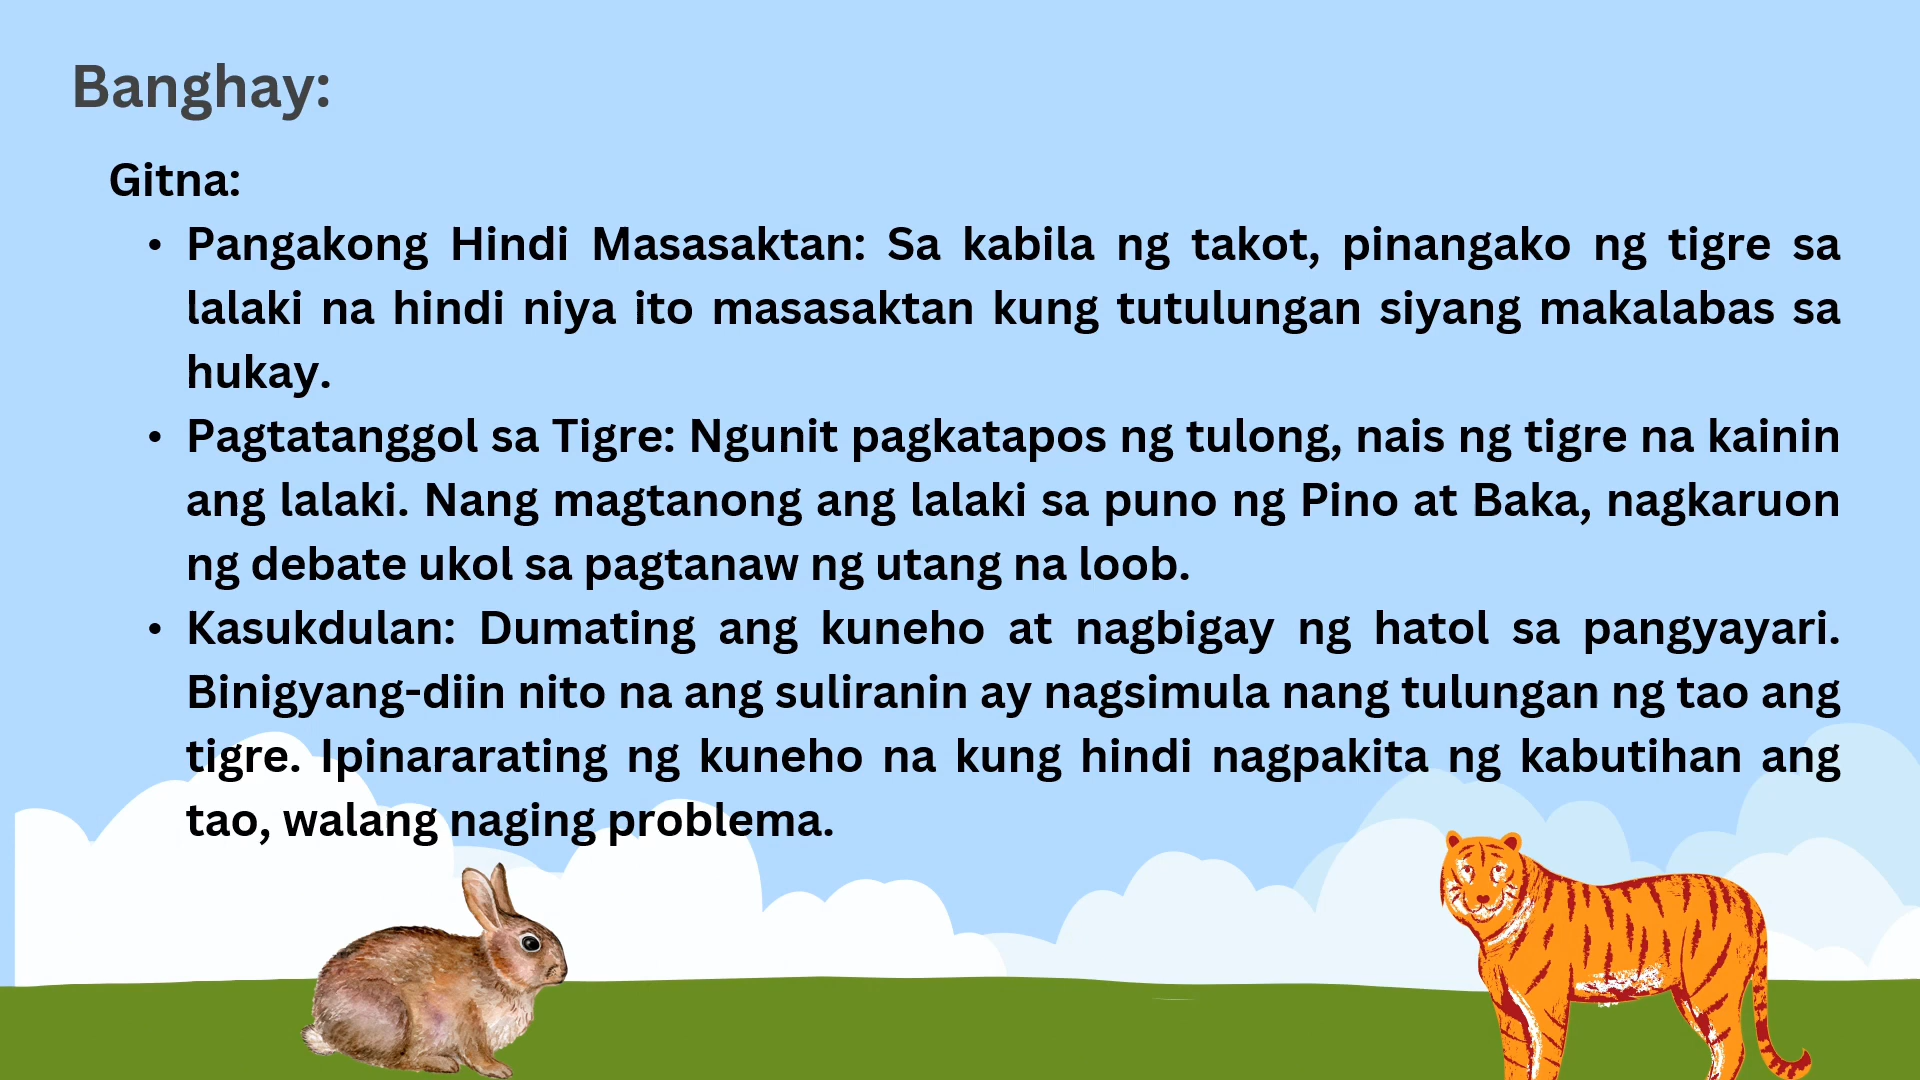 Banghay:
Gitna:
• Pangakong Hindi Masasaktan: Sa kabila ng takot, pinangako ng tigre sa
lalaki na hindi niya ito masasaktan kung tutulungan siyang makalabas sa
hukay.
• Pagtatanggol sa Tigre: Ngunit pagkatapos ng tulong, nais ng tigre na kainin
ang lalaki. Nang magtanong ang lalaki sa puno ng Pino at Baka, nagkaruon
ng debate ukol sa pagtanaw ng utang na loob.
• Kasukdulan: Dumating ang kuneho at nagbigay ng hatol sa pangyayari.
Binigyang-diin nito na ang suliranin ay nagsimula nang tulungan ng tao ang
tigre. Ipinararating ng kuneho na kung hindi nagpakita ng kabutihan ang
tao, walang naging problema.